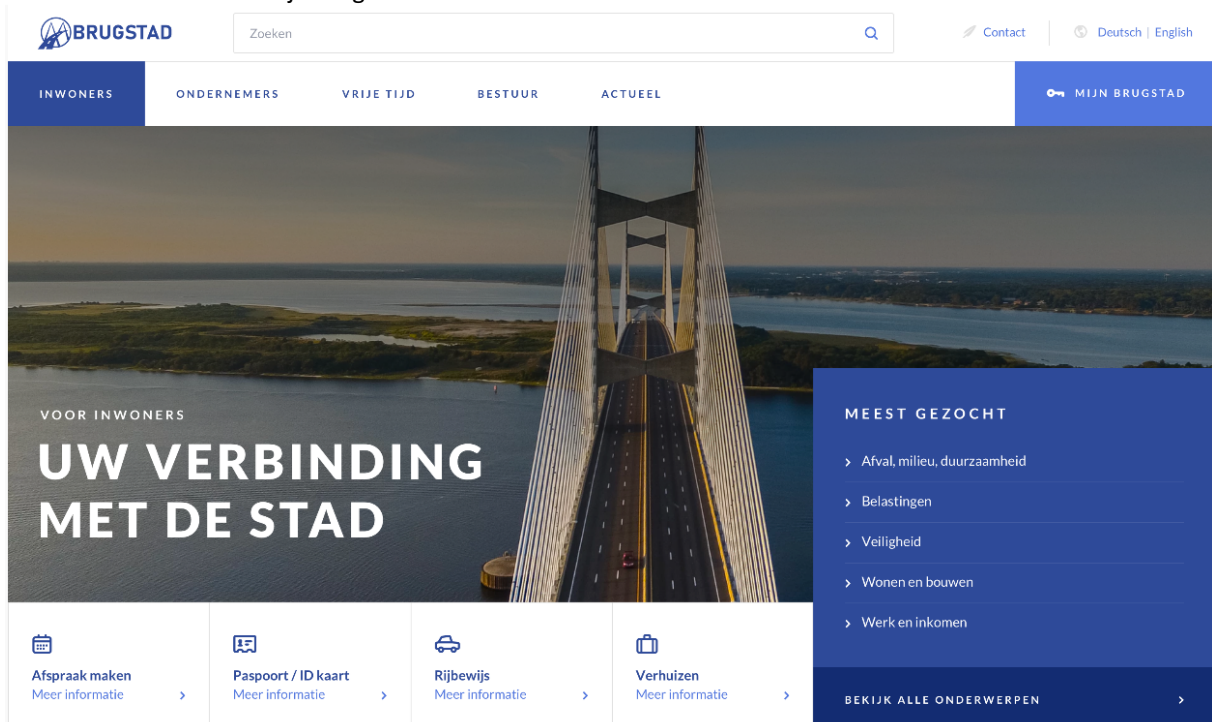 BRUGSTAD
Zoeken
Contact
Deutsch | English
INWONERS
ONDERNEMERS
VRIJE TIJD
BESTUUR
ACTUEEL
MIJN BRUGSTAD
VOOR INWONERS
UW VERBINDING
MET DE STAD
MEEST GEZOCHT
Afval, milieu, duurzaamheid
Belastingen
Veiligheid
Wonen en bouwen
Werk en inkomen
BEKIJK ALLE ONDERWERPEN
Afspraak maken
Meer informatie
Paspoort / ID kaart
Meer informatie
Rijbewijs
Meer informatie
Verhuizen
Meer informatie